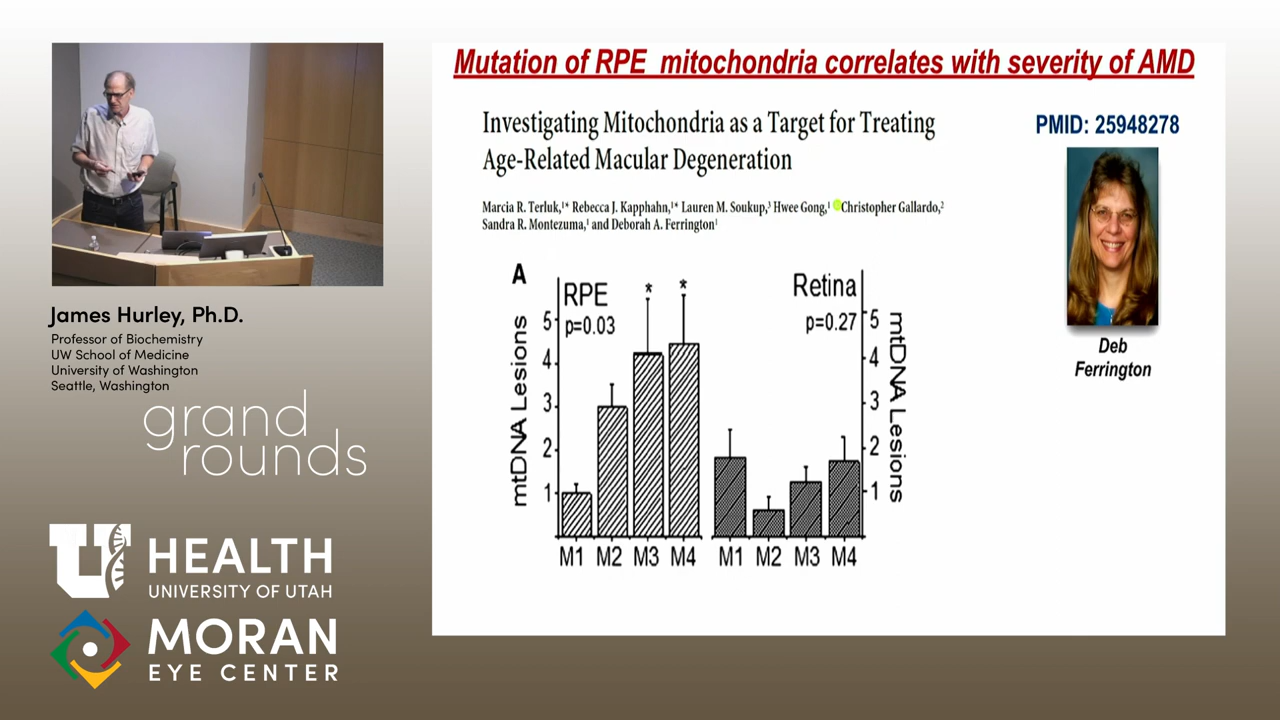 Mutation of RPE mitochondria correlates with severity of AMD
Investigating Mitochondria as a Target for Treating
Age-Related Macular Degeneration
Marcia R. Terluk,¹* Rebecca J. Kapphahn,¹* Lauren M. Soukup,³ Hwee Gong,¹ Christopher Gallardo,²
Sandra R. Montezuma,¹ and Deborah A. Ferrington¹
PMID: 25948278
Deb
Ferrington
A
RPE
p=0.03
* *
mtDNA Lesions
5
4
3
2
1
M1 M2 M3 M4
Retina
p=0.27
mtDNA Lesions
5
4
3
2
1
M1 M2 M3 M4
James Hurley, Ph.D.
Professor of Biochemistry
UW School of Medicine
University of Washington
Seattle, Washington
grand
rounds
U HEALTH
UNIVERSITY OF UTAH
MORAN
EYE CENTER